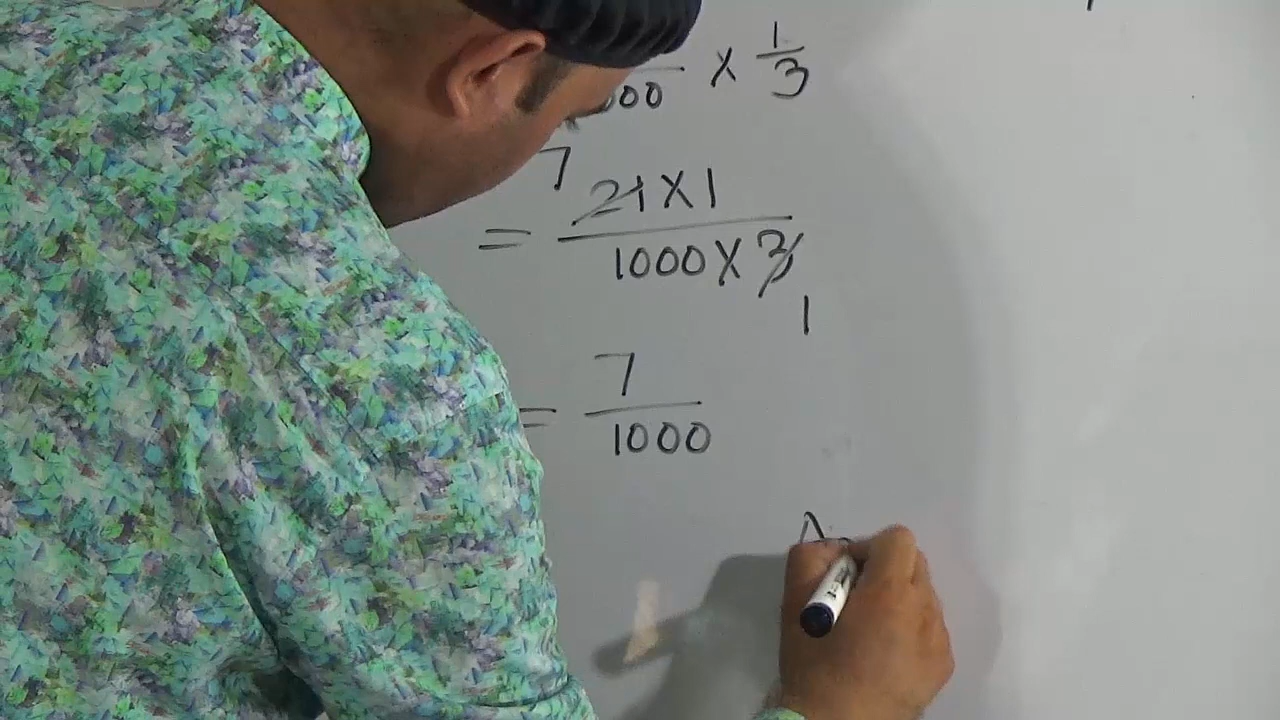 000 × 1/3
7
= 21 × 1 / 1000 × 3
1
= 7 / 1000
A